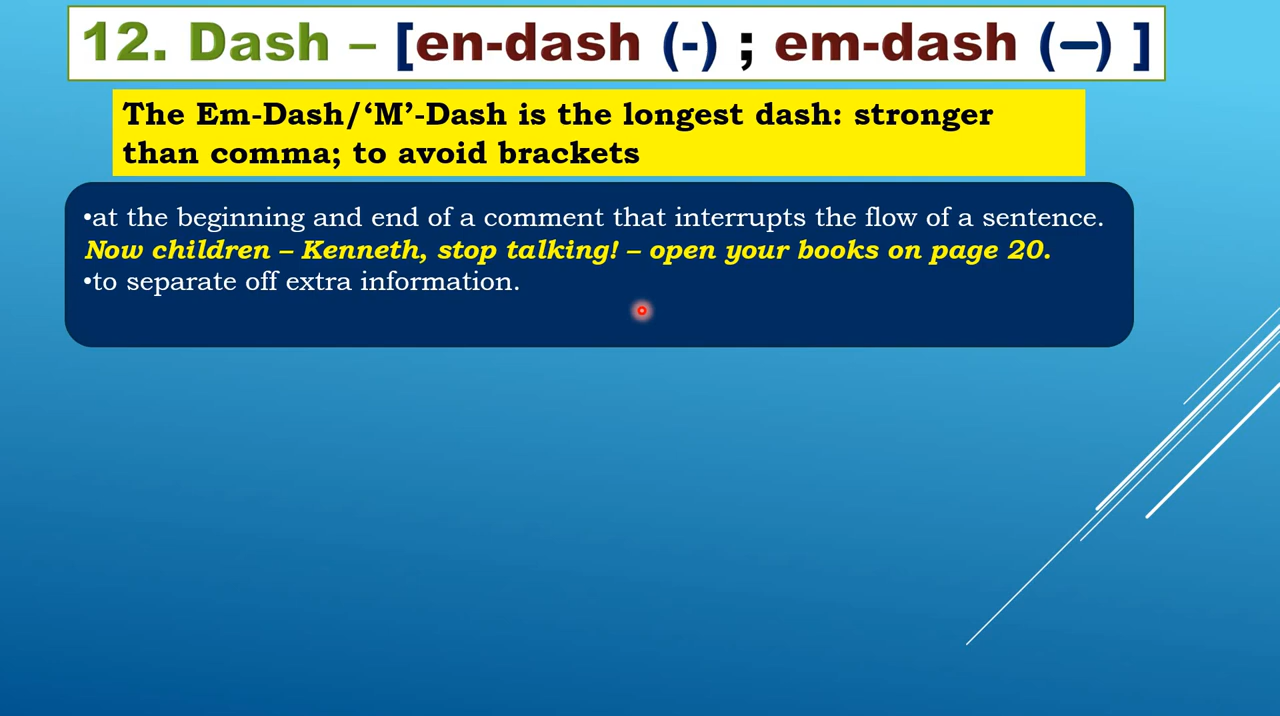 12. Dash – [en-dash (-) ; em-dash (—) ]
The Em-Dash/‘M’-Dash is the longest dash: stronger
than comma; to avoid brackets
•at the beginning and end of a comment that interrupts the flow of a sentence.
Now children – Kenneth, stop talking! – open your books on page 20.
•to separate off extra information.